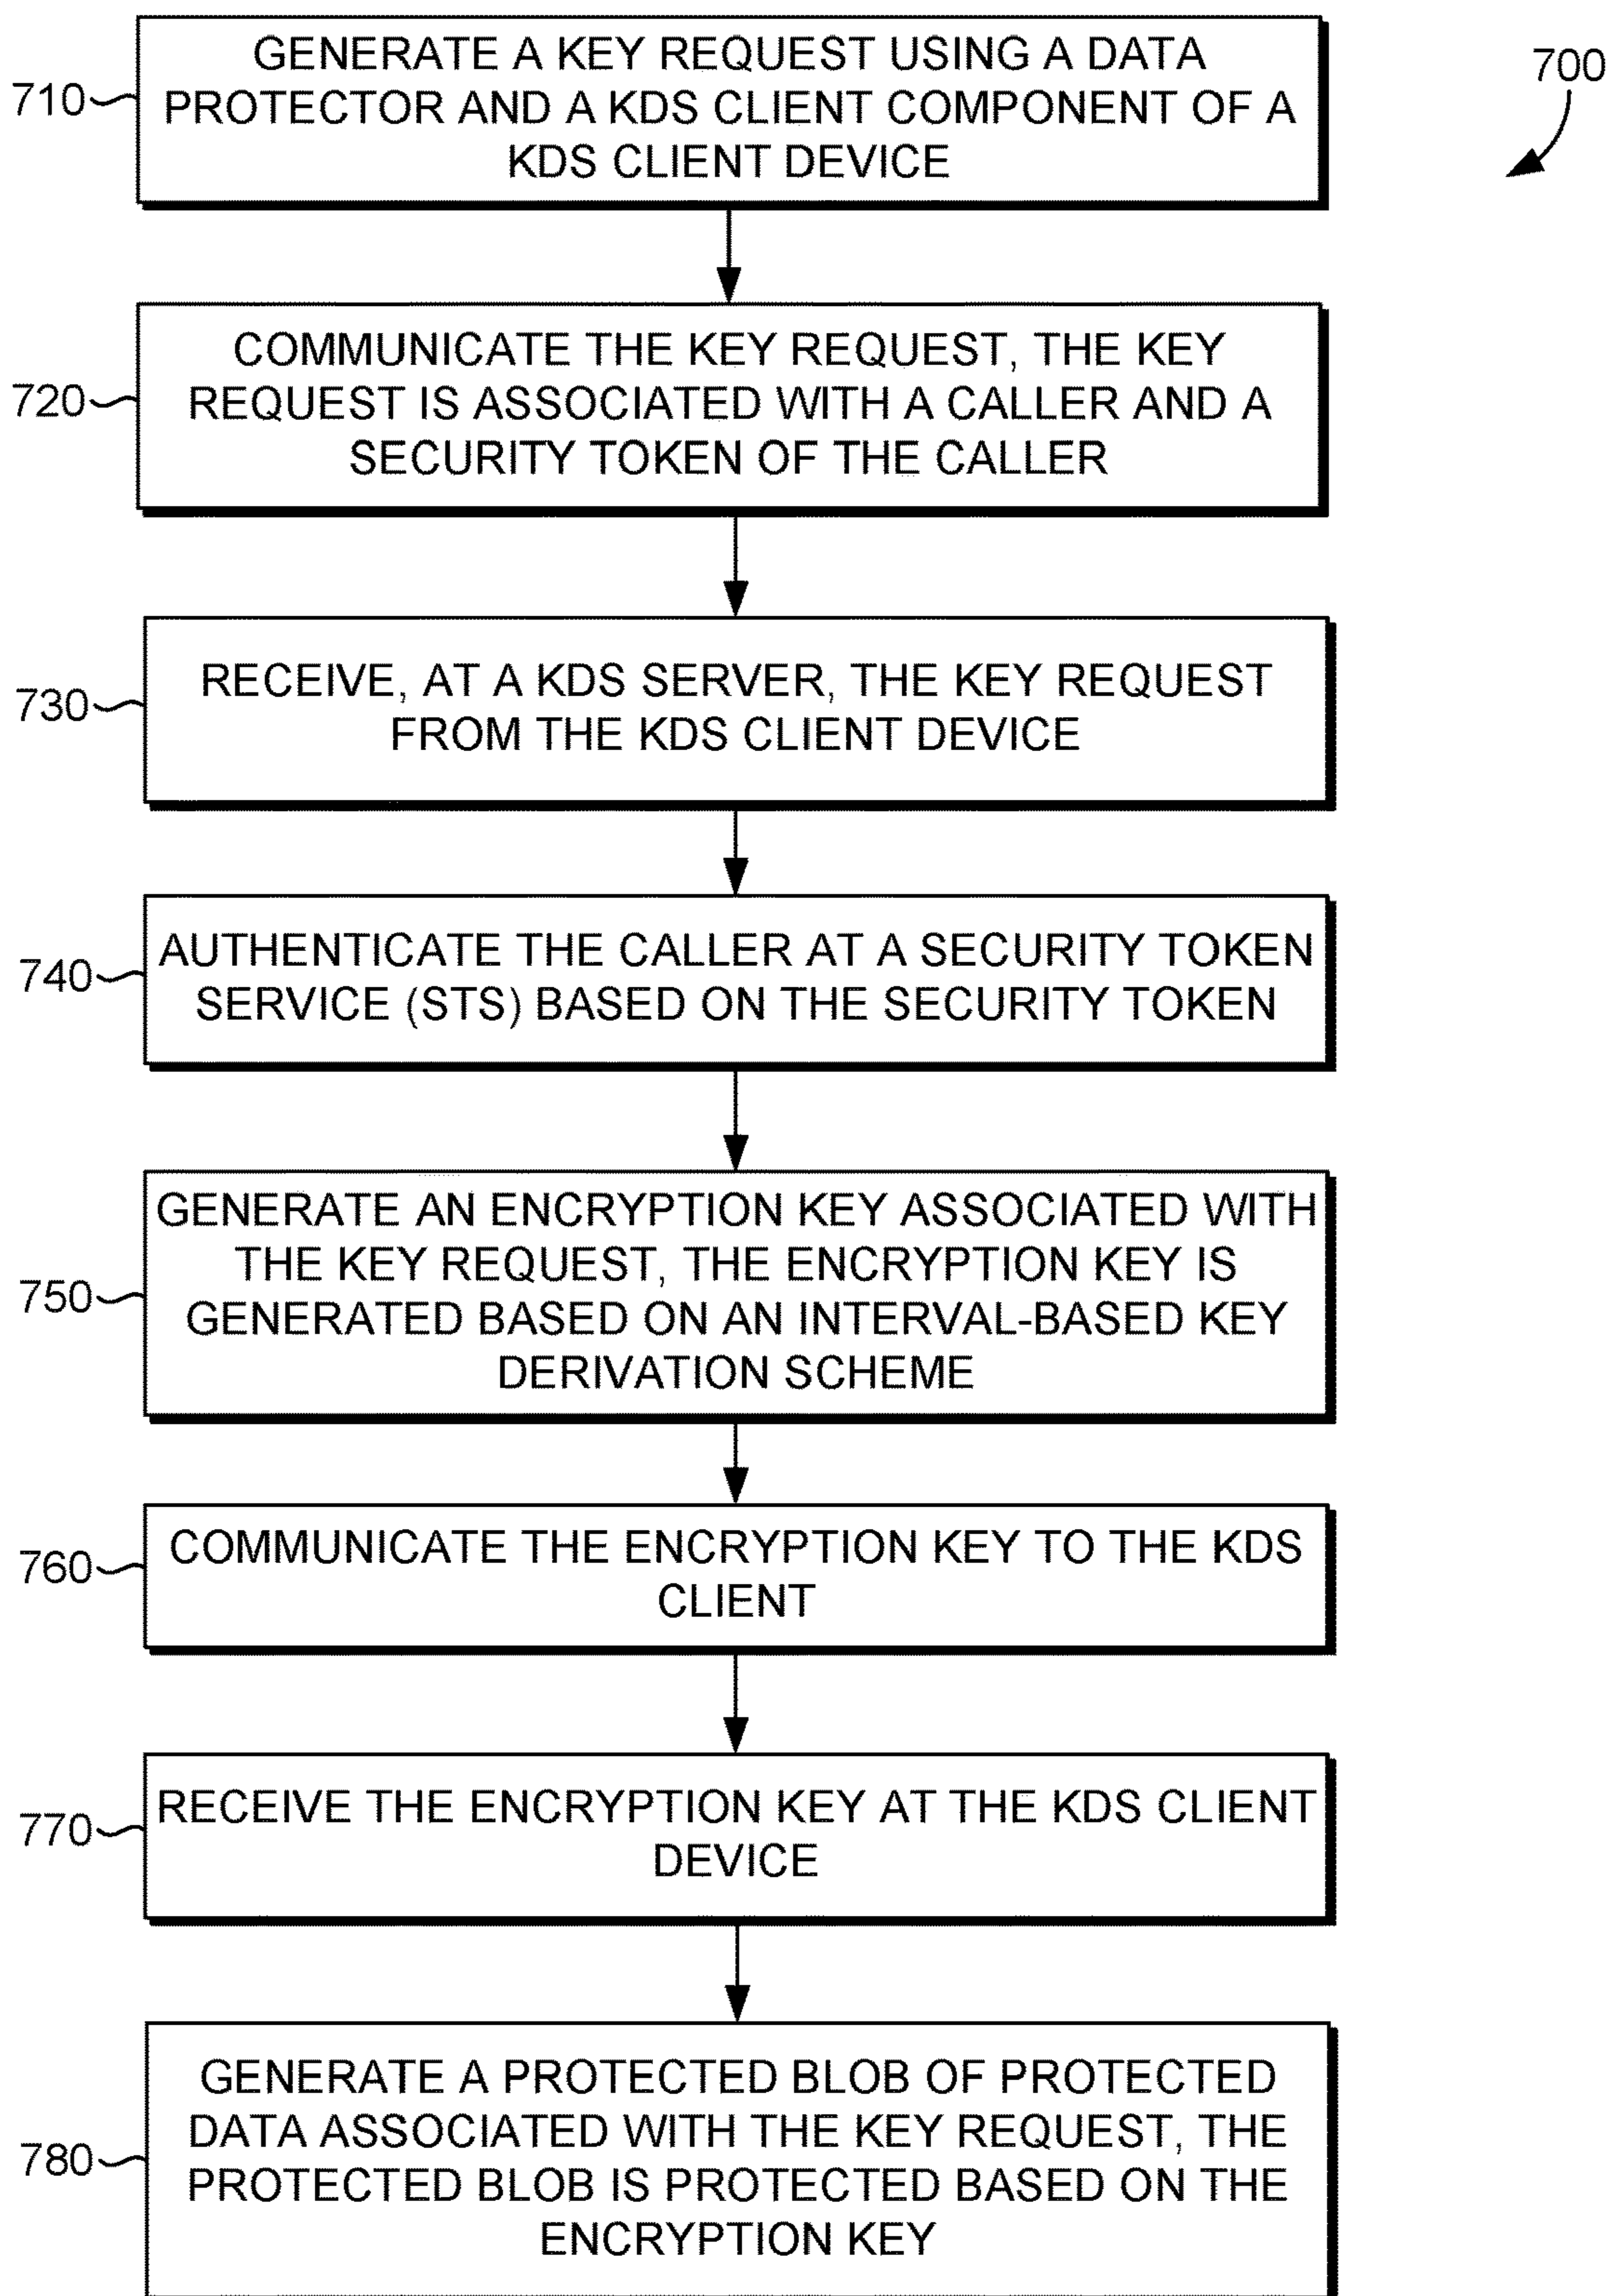 700
710
GENERATE A KEY REQUEST USING A DATA
PROTECTOR AND A KDS CLIENT COMPONENT OF A
KDS CLIENT DEVICE
720
COMMUNICATE THE KEY REQUEST, THE KEY
REQUEST IS ASSOCIATED WITH A CALLER AND A
SECURITY TOKEN OF THE CALLER
730
RECEIVE, AT A KDS SERVER, THE KEY REQUEST
FROM THE KDS CLIENT DEVICE
740
AUTHENTICATE THE CALLER AT A SECURITY TOKEN
SERVICE (STS) BASED ON THE SECURITY TOKEN
750
GENERATE AN ENCRYPTION KEY ASSOCIATED WITH
THE KEY REQUEST, THE ENCRYPTION KEY IS
GENERATED BASED ON AN INTERVAL-BASED KEY
DERIVATION SCHEME
760
COMMUNICATE THE ENCRYPTION KEY TO THE KDS
CLIENT
770
RECEIVE THE ENCRYPTION KEY AT THE KDS CLIENT
DEVICE
780
GENERATE A PROTECTED BLOB OF PROTECTED
DATA ASSOCIATED WITH THE KEY REQUEST, THE
PROTECTED BLOB IS PROTECTED BASED ON THE
ENCRYPTION KEY